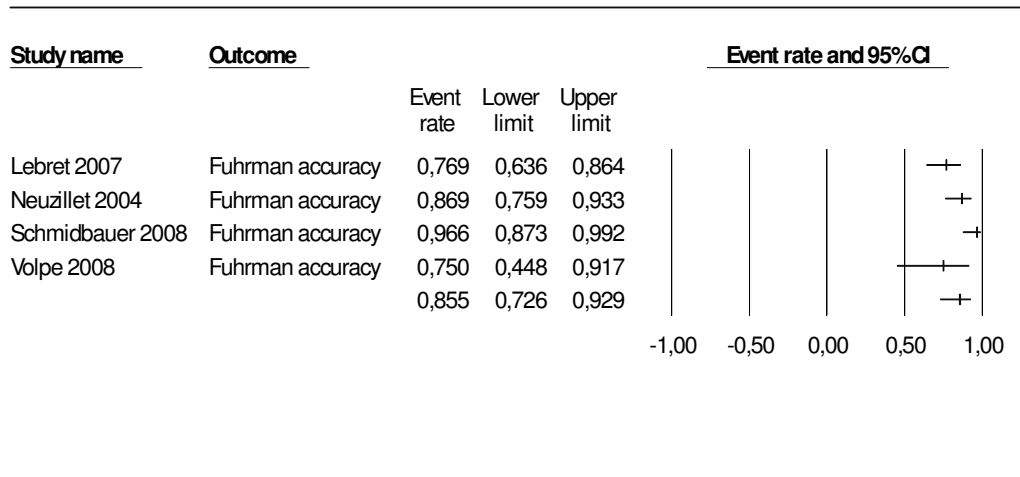 Study name Outcome Event rate and 95%CI
Event Lower Upper
rate limit limit
Lebret 2007 Fuhrman accuracy 0,769 0,636 0,864
Neuzillet 2004 Fuhrman accuracy 0,869 0,759 0,933
Schmidbauer 2008 Fuhrman accuracy 0,966 0,873 0,992
Volpe 2008 Fuhrman accuracy 0,750 0,448 0,917
0,855 0,726 0,929
-1,00 -0,50 0,00 0,50 1,00